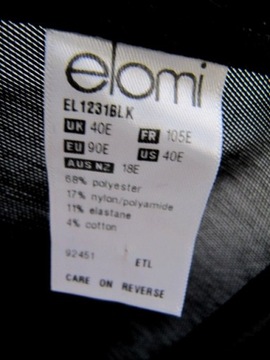 elomi
EL1231BLK
UK 40E FR 105E
EU 90E US 40E
AUS NZ 18E
68% polyester
17% nylon/polyamide
11% elastane
4% cotton
92451 ETL
CARE ON REVERSE